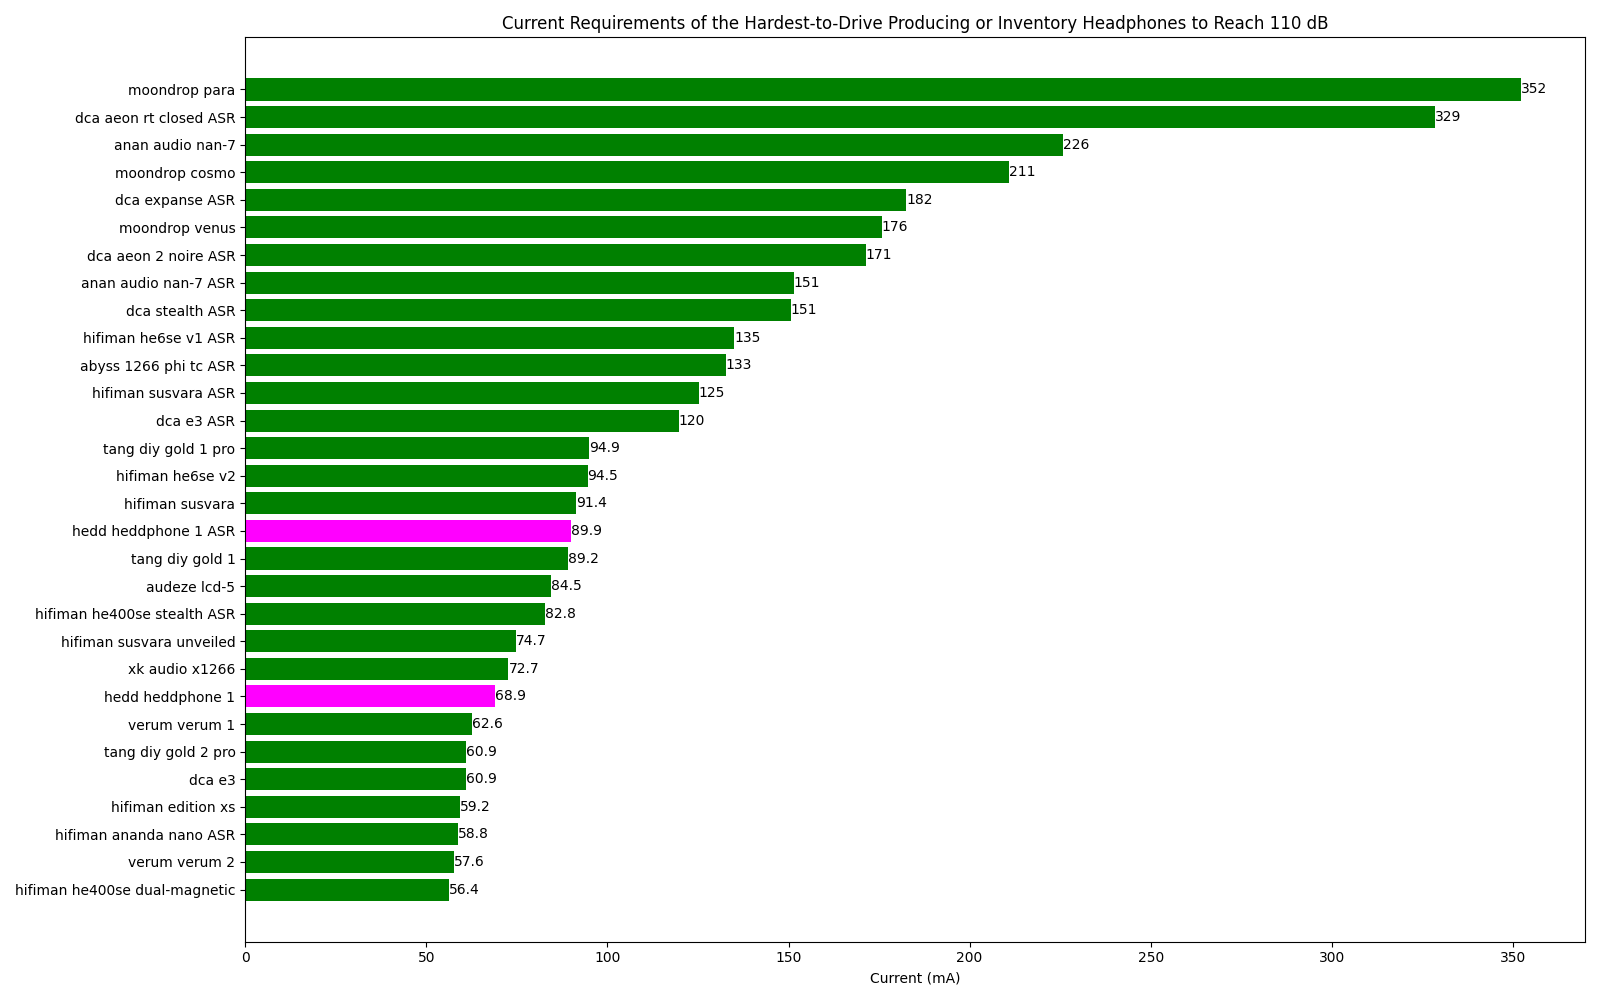 Current Requirements of the Hardest-to-Drive Producing or Inventory Headphones to Reach 110 dB
moondrop para 352
dca aeon rt closed ASR 329
anan audio nan-7 226
moondrop cosmo 211
dca expanse ASR 182
moondrop venus 176
dca aeon 2 noire ASR 171
anan audio nan-7 ASR 151
dca stealth ASR 151
hifiman he6se v1 ASR 135
abyss 1266 phi tc ASR 133
hifiman susvara ASR 125
dca e3 ASR 120
tang diy gold 1 pro 94.9
hifiman he6se v2 94.5
hifiman susvara 91.4
hedd heddphone 1 ASR 89.9
tang diy gold 1 89.2
audeze lcd-5 84.5
hifiman he400se stealth ASR 82.8
hifiman susvara unveiled 74.7
xk audio x1266 72.7
hedd heddphone 1 68.9
verum verum 1 62.6
tang diy gold 2 pro 60.9
dca e3 60.9
hifiman edition xs 59.2
hifiman ananda nano ASR 58.8
verum verum 2 57.6
hifiman he400se dual-magnetic 56.4
0 50 100 150 200 250 300 350
Current (mA)